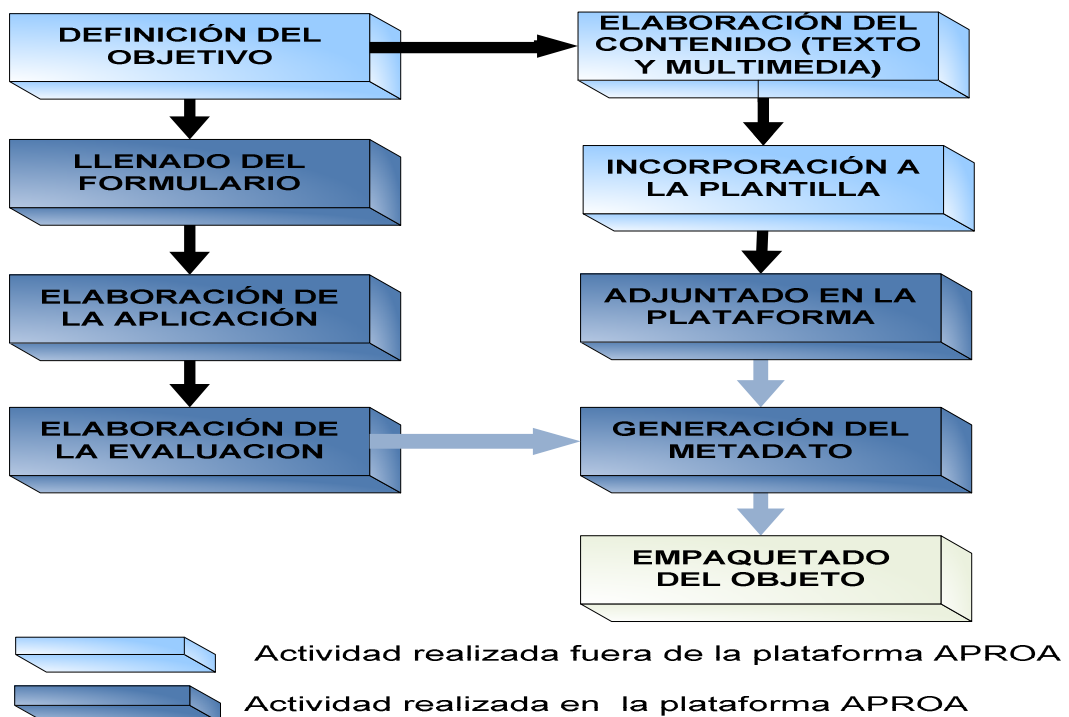 DEFINICIÓN DEL
OBJETIVO
LLENADO DEL
FORMULARIO
ELABORACIÓN DE
LA APLICACIÓN
ELABORACIÓN DE
LA EVALUACION
ELABORACIÓN DEL
CONTENIDO (TEXTO
Y MULTIMEDIA)
INCORPORACIÓN A
LA PLANTILLA
ADJUNTADO EN LA
PLATAFORMA
GENERACIÓN DEL
METADATO
EMPAQUETADO
DEL OBJETO
Actividad realizada fuera de la plataforma APROA
Actividad realizada en la plataforma APROA